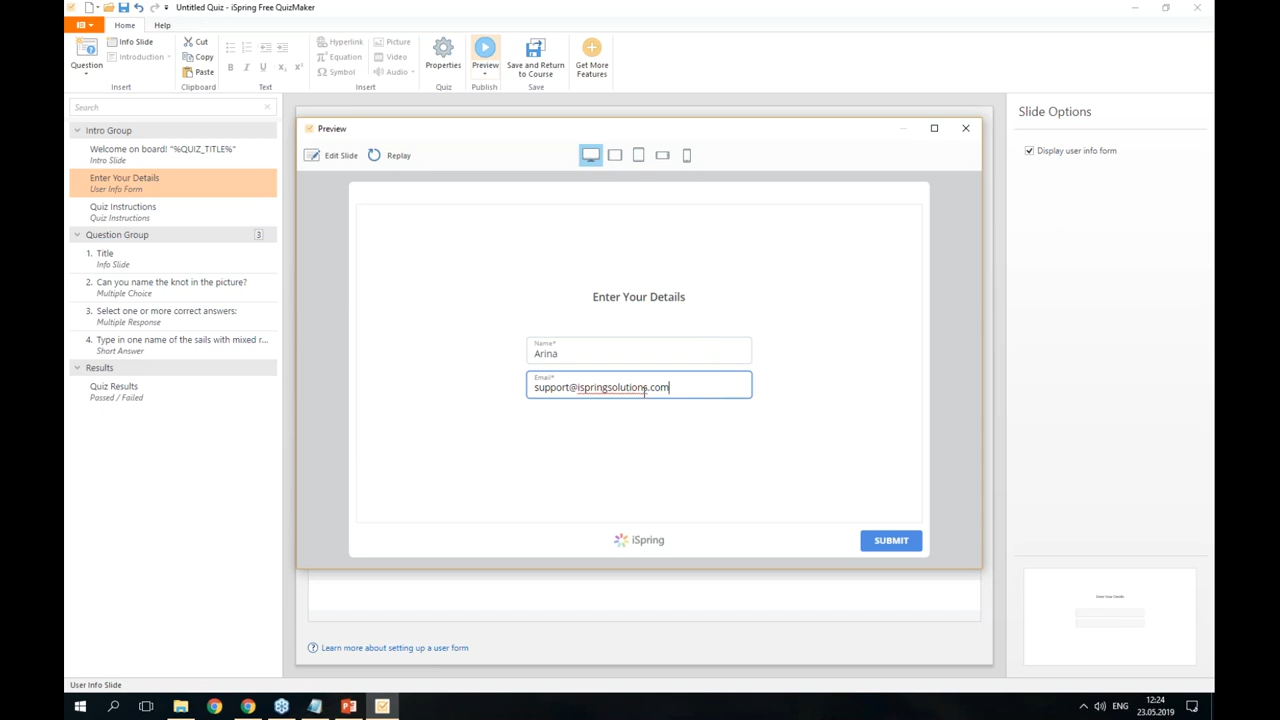 Untitled Quiz - iSpring Free QuizMaker
Home
Help
Question
Info Slide
Introduction
Insert
Cut
Copy
Paste
Clipboard
B I U X₂ X²
Text
Hyperlink
Equation
Symbol
Picture
Video
Audio
Insert
Properties
Quiz
Preview
Publish
Save and Return
to Course
Save
Get More
Features
Search
Intro Group
Welcome on board! "%QUIZ_TITLE%"
Intro Slide
Enter Your Details
User Info Form
Quiz Instructions
Quiz Instructions
Question Group
3
1. Title
Info Slide
2. Can you name the knot in the picture?
Multiple Choice
3. Select one or more correct answers:
Multiple Response
4. Type in one name of the sails with mixed r...
Short Answer
Results
Quiz Results
Passed / Failed
Preview
Edit Slide
Replay
Enter Your Details
Name*
Arina
Email*
support@ispringsolutions.com
iSpring
SUBMIT
Learn more about setting up a user form
Slide Options
Display user info form
Enter Your Details
User Info Slide
ENG
12:24
23.05.2019